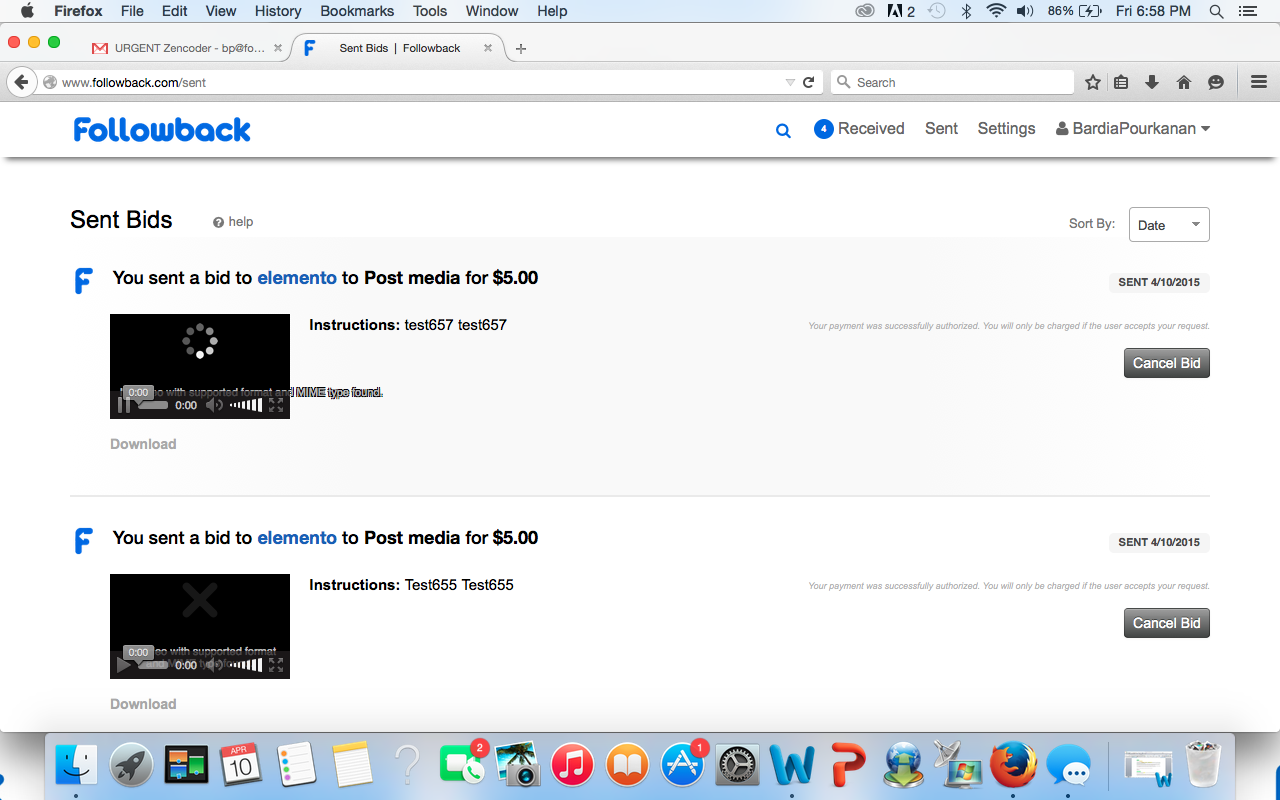 Firefox File Edit View History Bookmarks Tools Window Help 2 86% Fri 6:58 PM
URGENT Zencoder - bp@fo... Sent Bids | Followback
www.followback.com/sent Search
Followback 4 Received Sent Settings BardiaPourkanan
Sent Bids help Sort By: Date
You sent a bid to elemento to Post media for $5.00
SENT 4/10/2015
Instructions: test657 test657
Your payment was successfully authorized. You will only be charged if the user accepts your request.
Cancel Bid
0:00 with supported format and MIME type found.
0:00
Download
You sent a bid to elemento to Post media for $5.00
SENT 4/10/2015
Instructions: Test655 Test655
Your payment was successfully authorized. You will only be charged if the user accepts your request.
Cancel Bid
0:00 with supported format
0:00
Download
APR
10
2
1